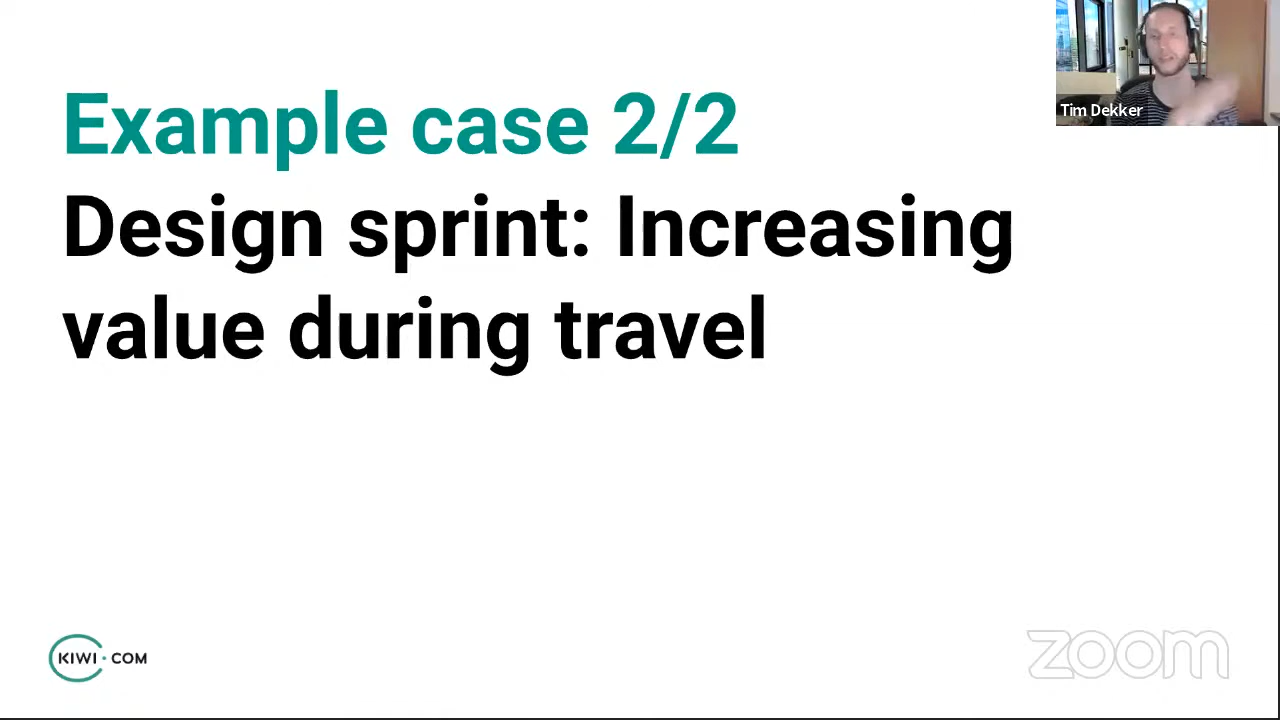 Example case 2/2
Design sprint: Increasing
value during travel
Tim Dekker
KIWI·COM
zoom